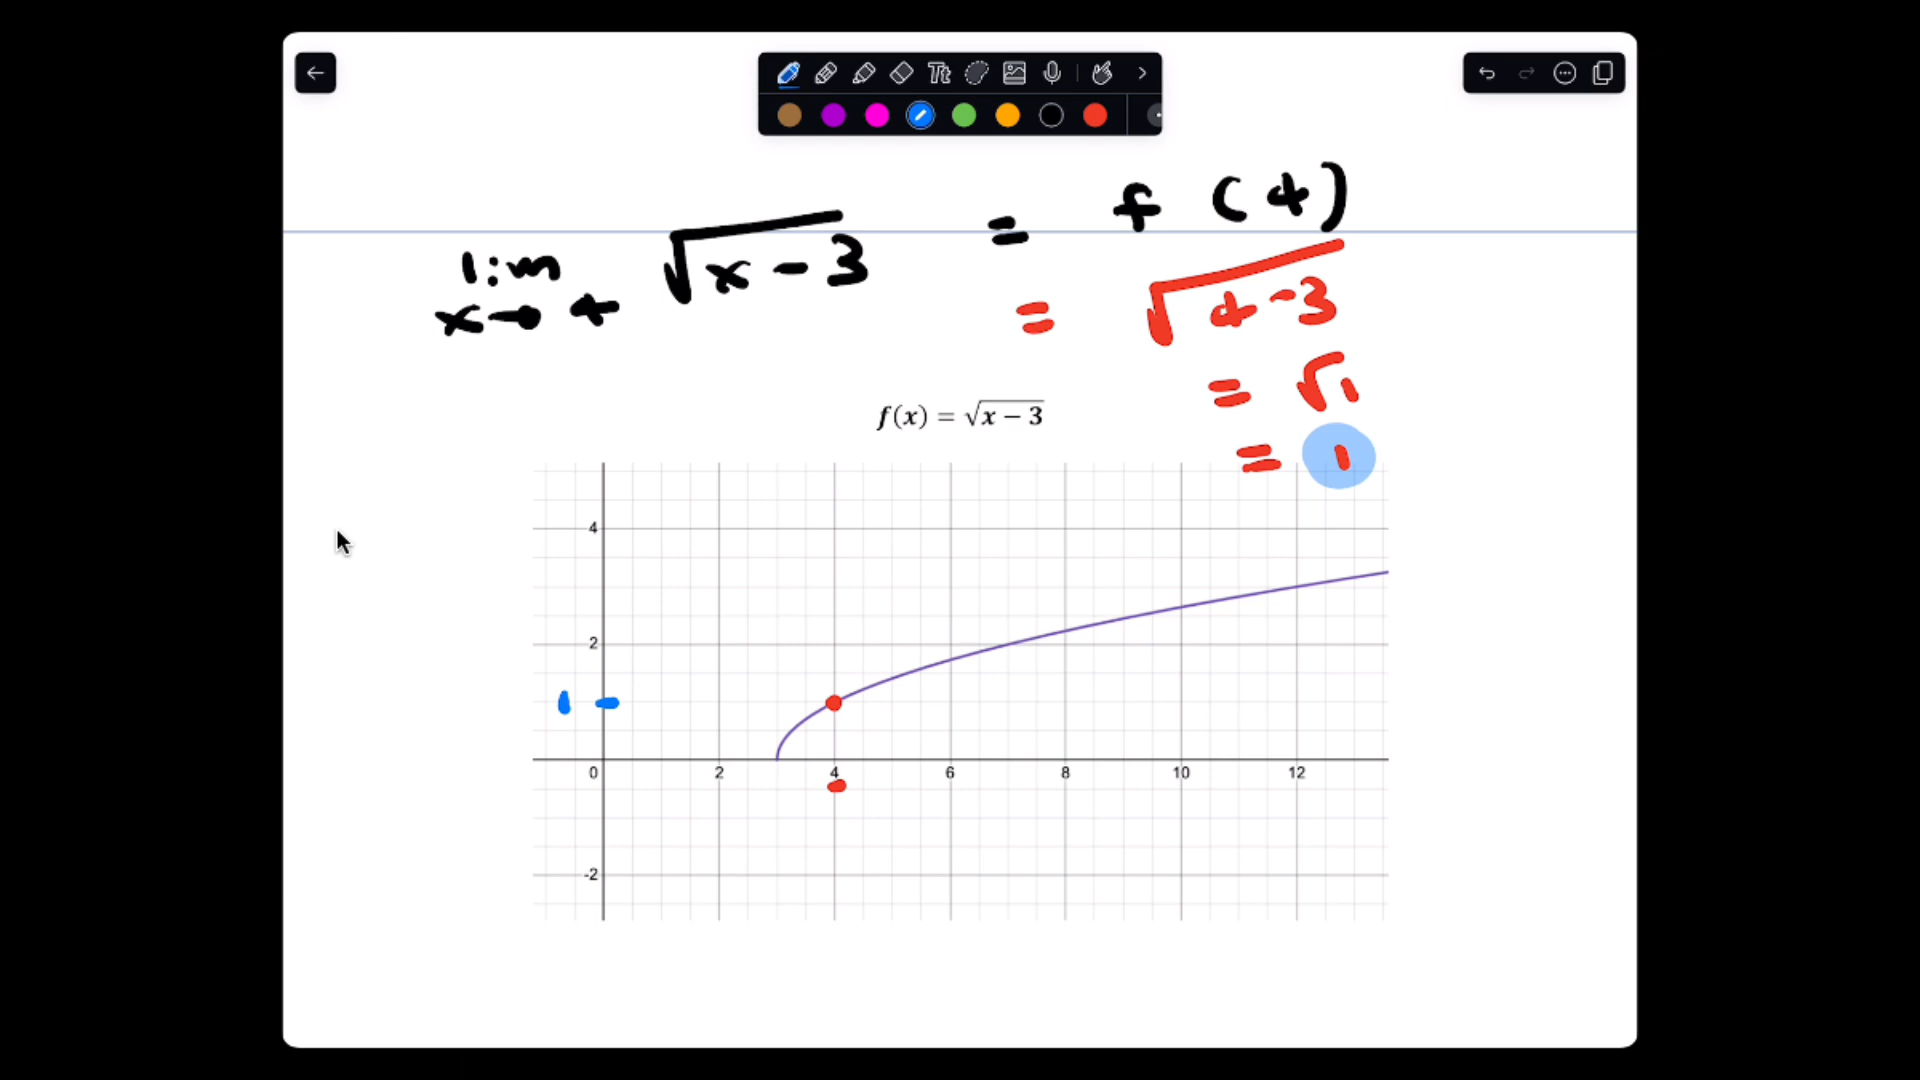 Tt
lim √x-3 = f(4)
x→4
= √4-3
= √1
= 1
f(x) = √x − 3
4
2
1 -
0 2 4 6 8 10 12
-2